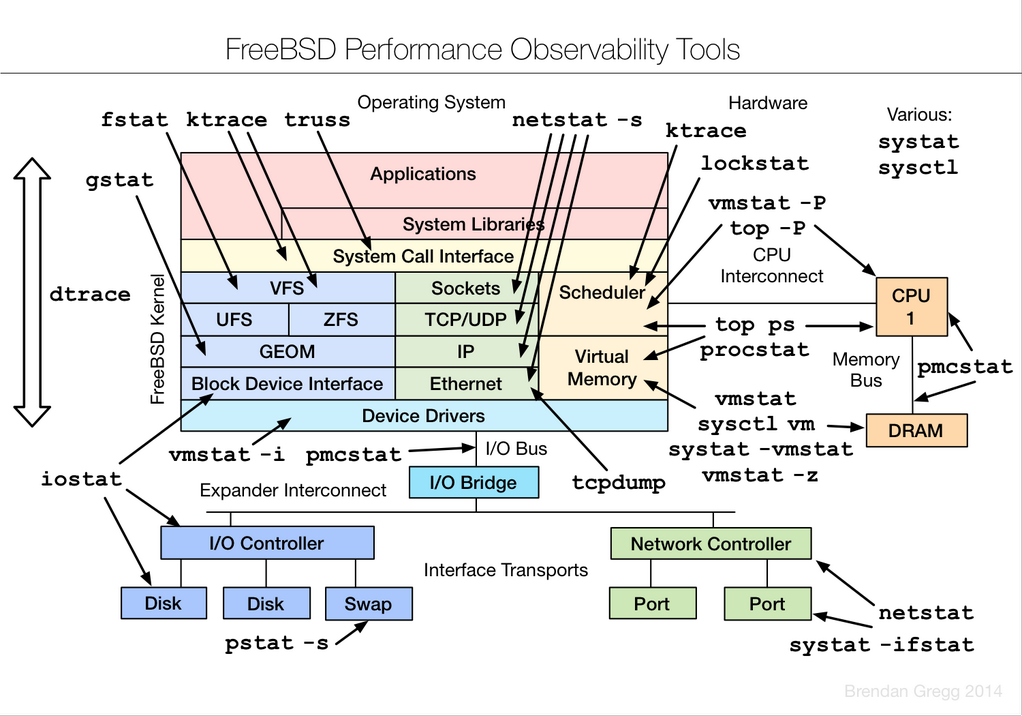 FreeBSD Performance Observability Tools
Operating System
Hardware
Various:
fstat
ktrace
truss
netstat -s
ktrace
systat
sysctl
gstat
lockstat
Applications
vmstat -P
top -P
System Libraries
System Call Interface
CPU
Interconnect
dtrace
FreeBSD Kernel
VFS
Sockets
Scheduler
CPU
1
UFS
ZFS
TCP/UDP
top ps
procstat
GEOM
IP
Virtual
Memory
Memory
Bus
pmcstat
Block Device Interface
Ethernet
vmstat
sysctl vm
systat -vmstat
vmstat -z
Device Drivers
DRAM
vmstat -i
pmcstat
I/O Bus
iostat
Expander Interconnect
I/O Bridge
tcpdump
I/O Controller
Network Controller
Interface Transports
Disk
Disk
Swap
Port
Port
netstat
pstat -s
systat -ifstat
Brendan Gregg 2014